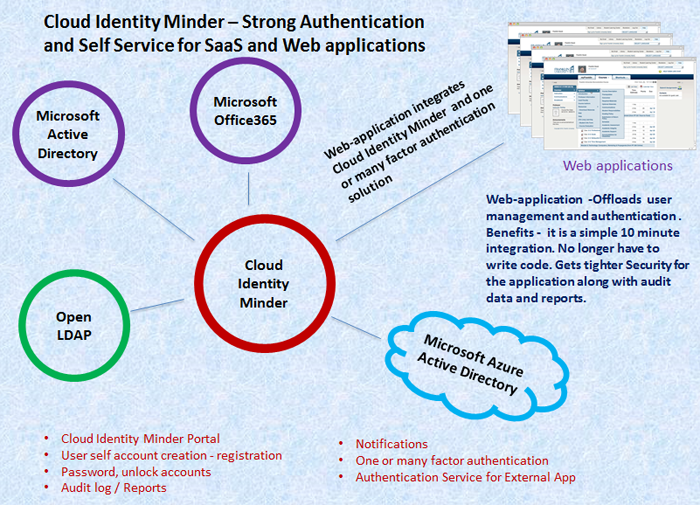 Cloud Identity Minder – Strong Authentication
and Self Service for SaaS and Web applications
Microsoft
Active
Directory
Microsoft
Office365
Web-application integrates
Cloud Identity Minder and one
or many factor authentication
solution
Web applications
Web-application -Offloads user
management and authentication .
Benefits - it is a simple 10 minute
integration. No longer have to
write code. Gets tighter Security for
the application along with audit
data and reports.
Cloud
Identity
Minder
Open
LDAP
Microsoft Azure
Active Directory
• Cloud Identity Minder Portal
• User self account creation - registration
• Password, unlock accounts
• Audit log / Reports
• Notifications
• One or many factor authentication
• Authentication Service for External App